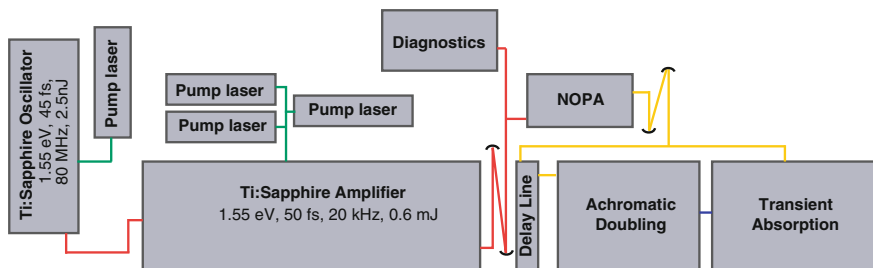 Ti:Sapphire Oscillator
1.55 eV, 45 fs,
80 MHz, 2.5nJ
Pump laser
Pump laser
Pump laser
Pump laser
Diagnostics
NOPA
Ti:Sapphire Amplifier
1.55 eV, 50 fs, 20 kHz, 0.6 mJ
Delay Line
Achromatic
Doubling
Transient
Absorption